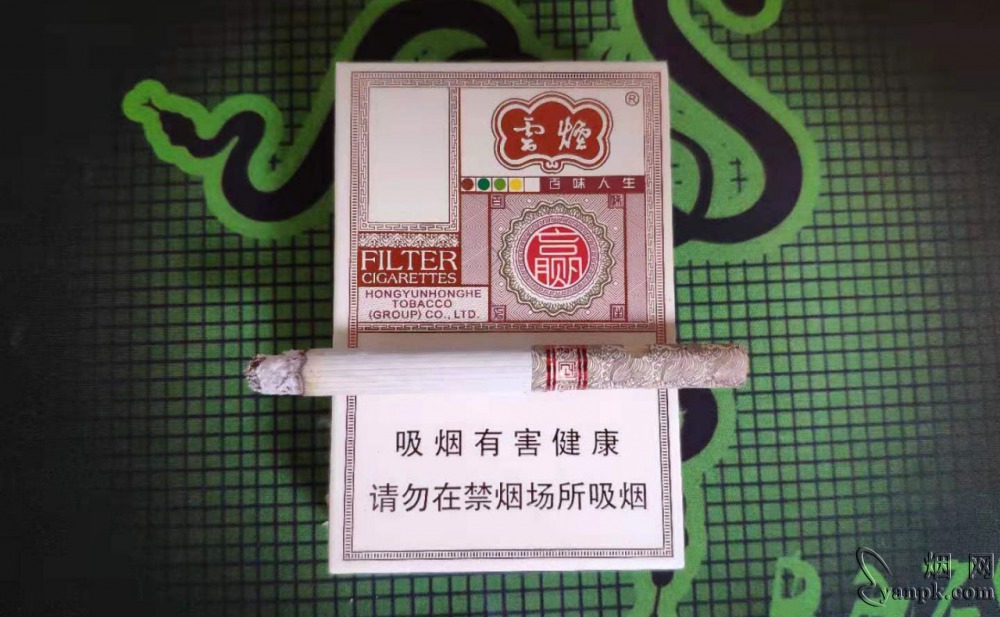 雲煙
®
百味人生
赢
FILTER
CIGARETTES
HONGYUNHONGHE
TOBACCO
(GROUP) CO., LTD.
吸烟有害健康
请勿在禁烟场所吸烟
烟网
yanpk.com